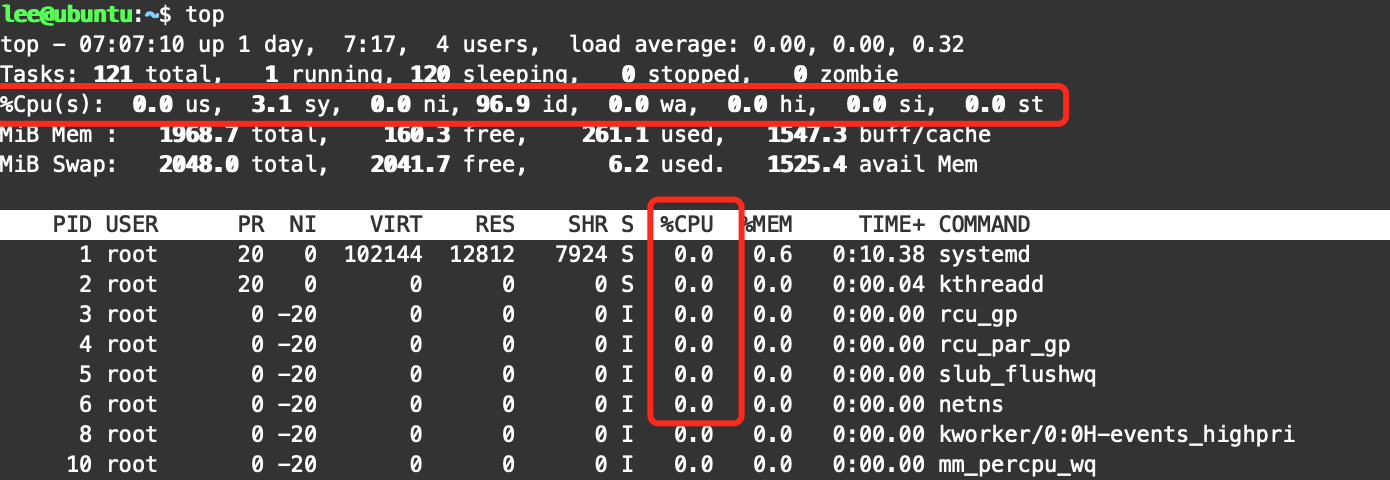 lee@ubuntu:~$ top
top - 07:07:10 up 1 day,  7:17,  4 users,  load average: 0.00, 0.00, 0.32
Tasks: 121 total,   1 running, 120 sleeping,   0 stopped,   0 zombie
%Cpu(s):  0.0 us,  3.1 sy,  0.0 ni, 96.9 id,  0.0 wa,  0.0 hi,  0.0 si,  0.0 st
MiB Mem :   1968.7 total,    160.3 free,    261.1 used,   1547.3 buff/cache
MiB Swap:   2048.0 total,   2041.7 free,      6.2 used.   1525.4 avail Mem
    PID USER      PR  NI    VIRT    RES    SHR S  %CPU  %MEM     TIME+ COMMAND
      1 root      20   0  102144  12812   7924 S   0.0   0.6   0:10.38 systemd
      2 root      20   0       0      0      0 S   0.0   0.0   0:00.04 kthreadd
      3 root       0 -20       0      0      0 I   0.0   0.0   0:00.00 rcu_gp
      4 root       0 -20       0      0      0 I   0.0   0.0   0:00.00 rcu_par_gp
      5 root       0 -20       0      0      0 I   0.0   0.0   0:00.00 slub_flushwq
      6 root       0 -20       0      0      0 I   0.0   0.0   0:00.00 netns
      8 root       0 -20       0      0      0 I   0.0   0.0   0:00.00 kworker/0:0H-events_highpri
     10 root       0 -20       0      0      0 I   0.0   0.0   0:00.00 mm_percpu_wq